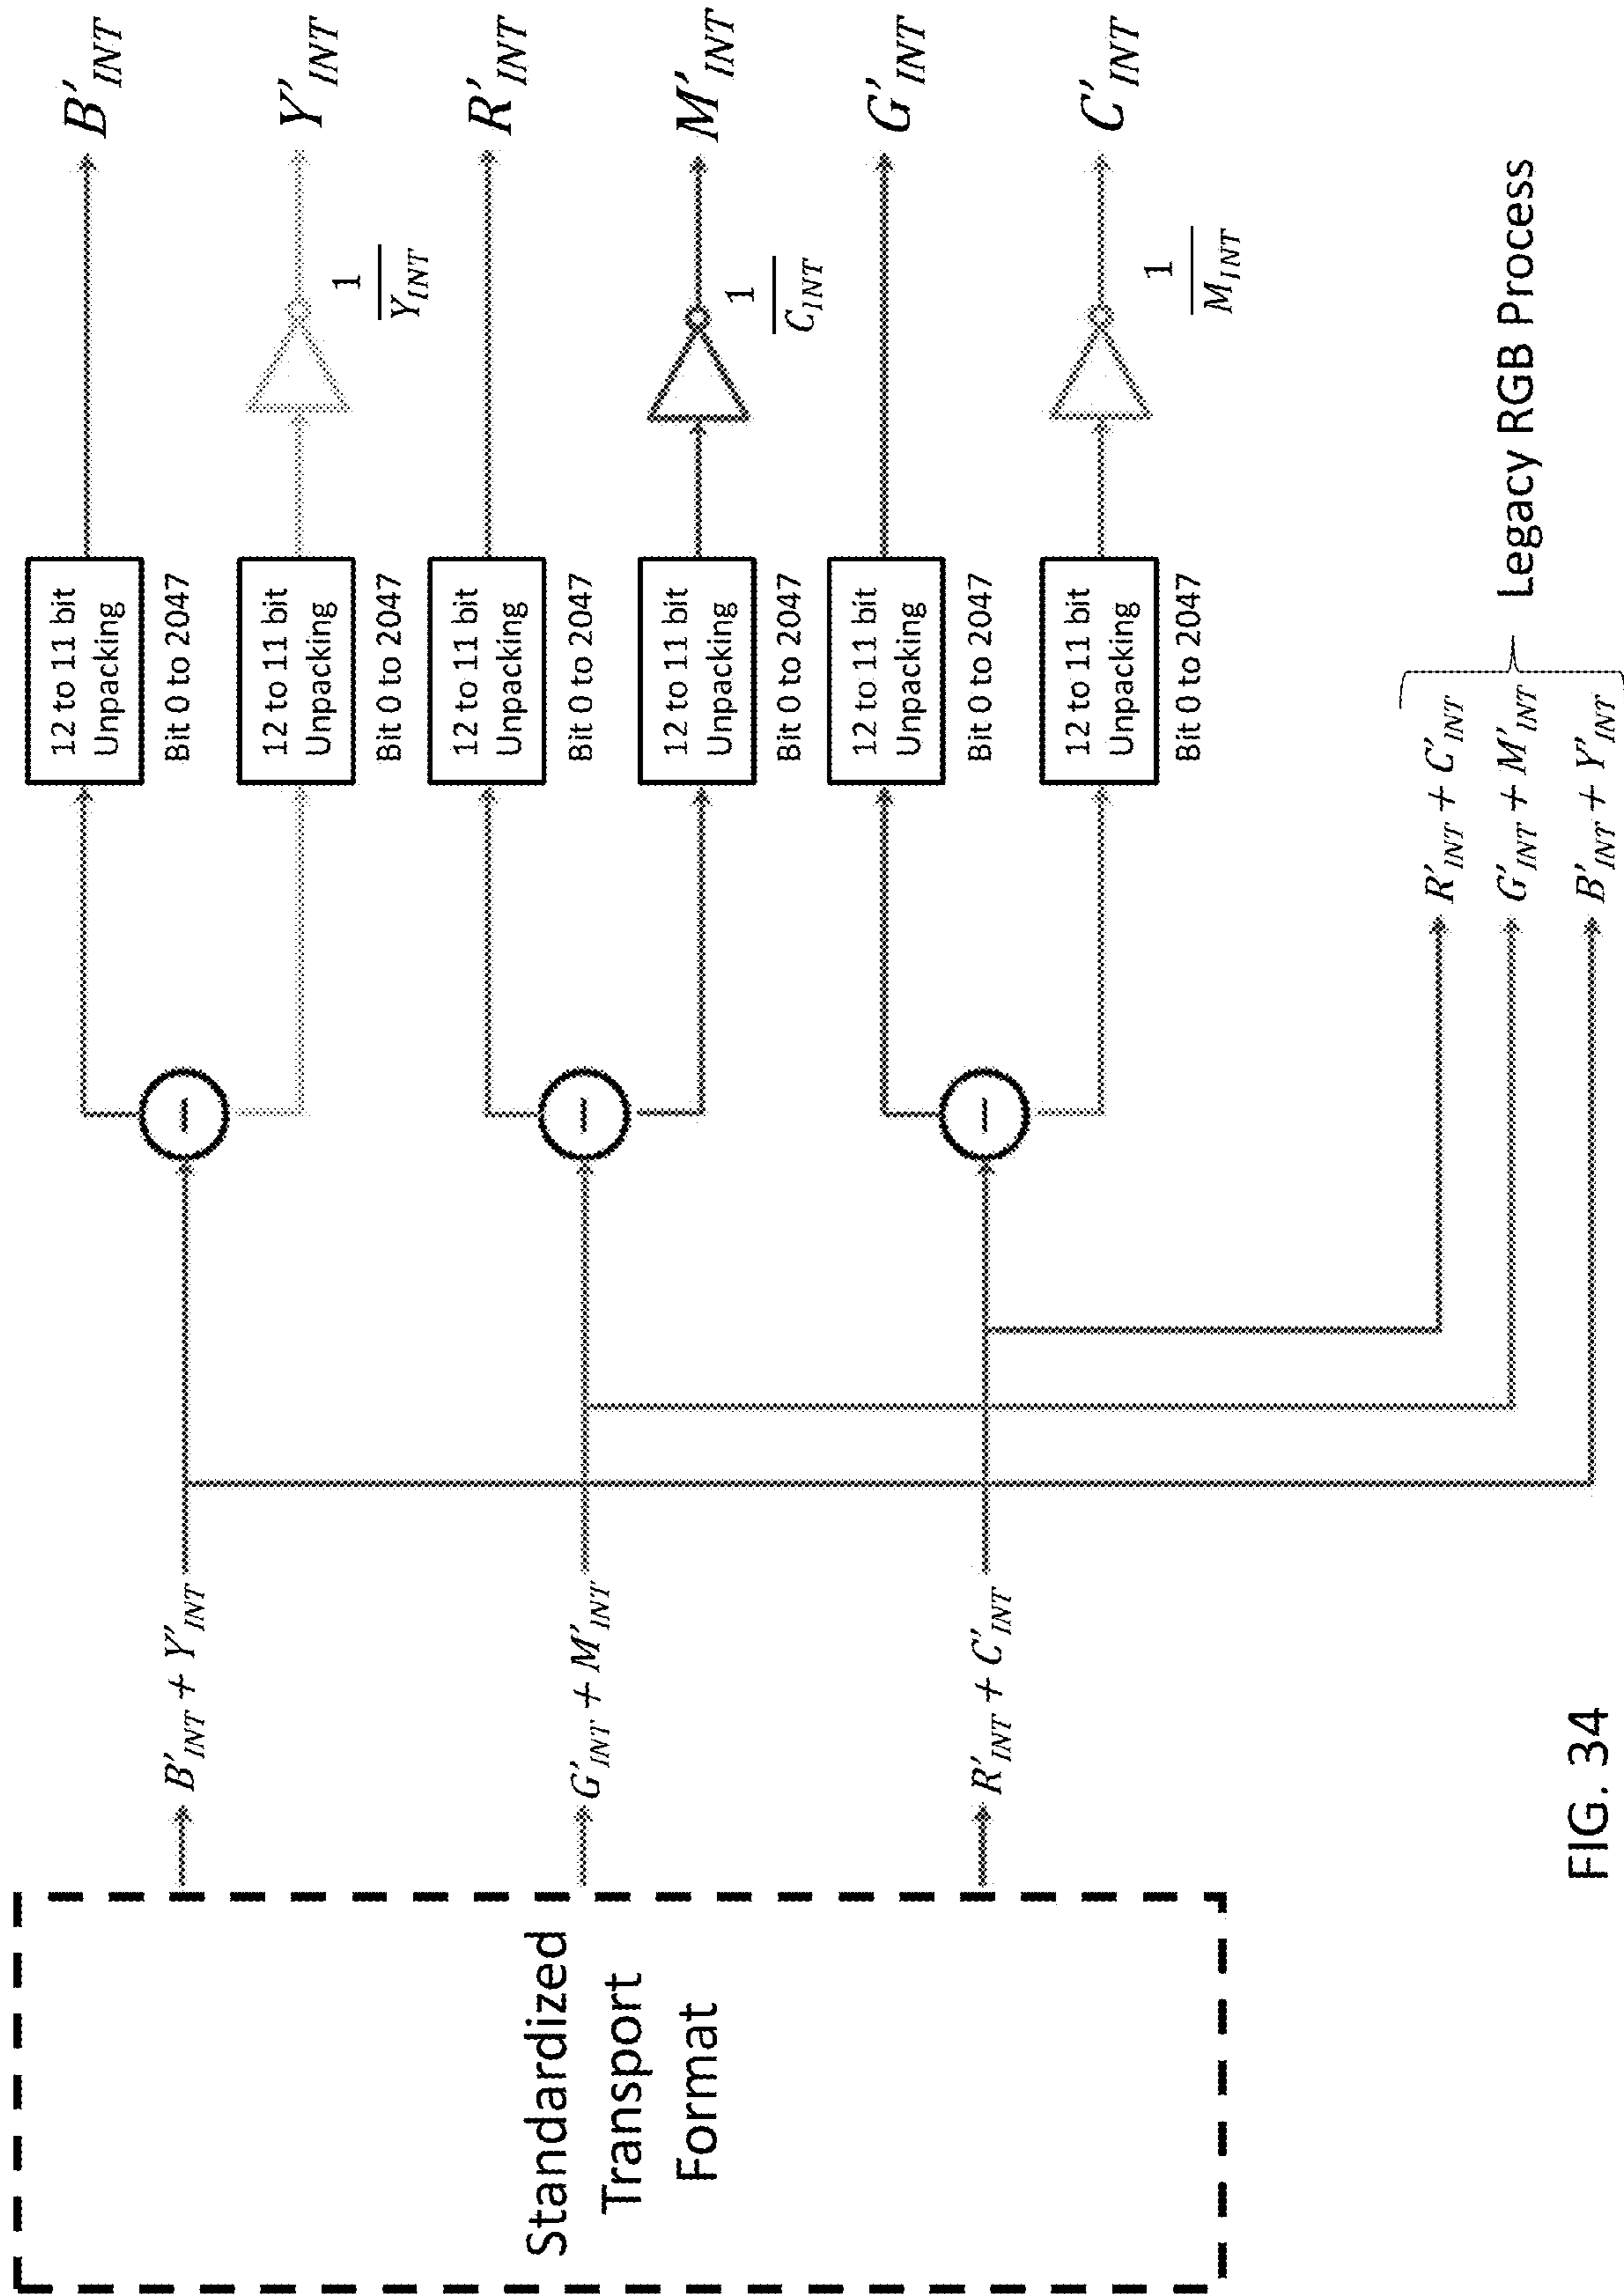 Standardized
Transport
Format
B'INT + Y'INT
G'INT + M'INT
R'INT + C'INT
12 to 11 bit
Unpacking
Bit 0 to 2047
B'INT
12 to 11 bit
Unpacking
Bit 0 to 2047
1
YINT
Y'INT
12 to 11 bit
Unpacking
Bit 0 to 2047
R'INT
12 to 11 bit
Unpacking
Bit 0 to 2047
1
CINT
M'INT
12 to 11 bit
Unpacking
Bit 0 to 2047
G'INT
12 to 11 bit
Unpacking
Bit 0 to 2047
1
MINT
C'INT
R'INT + C'INT
G'INT + M'INT
B'INT + Y'INT
Legacy RGB Process
FIG. 34